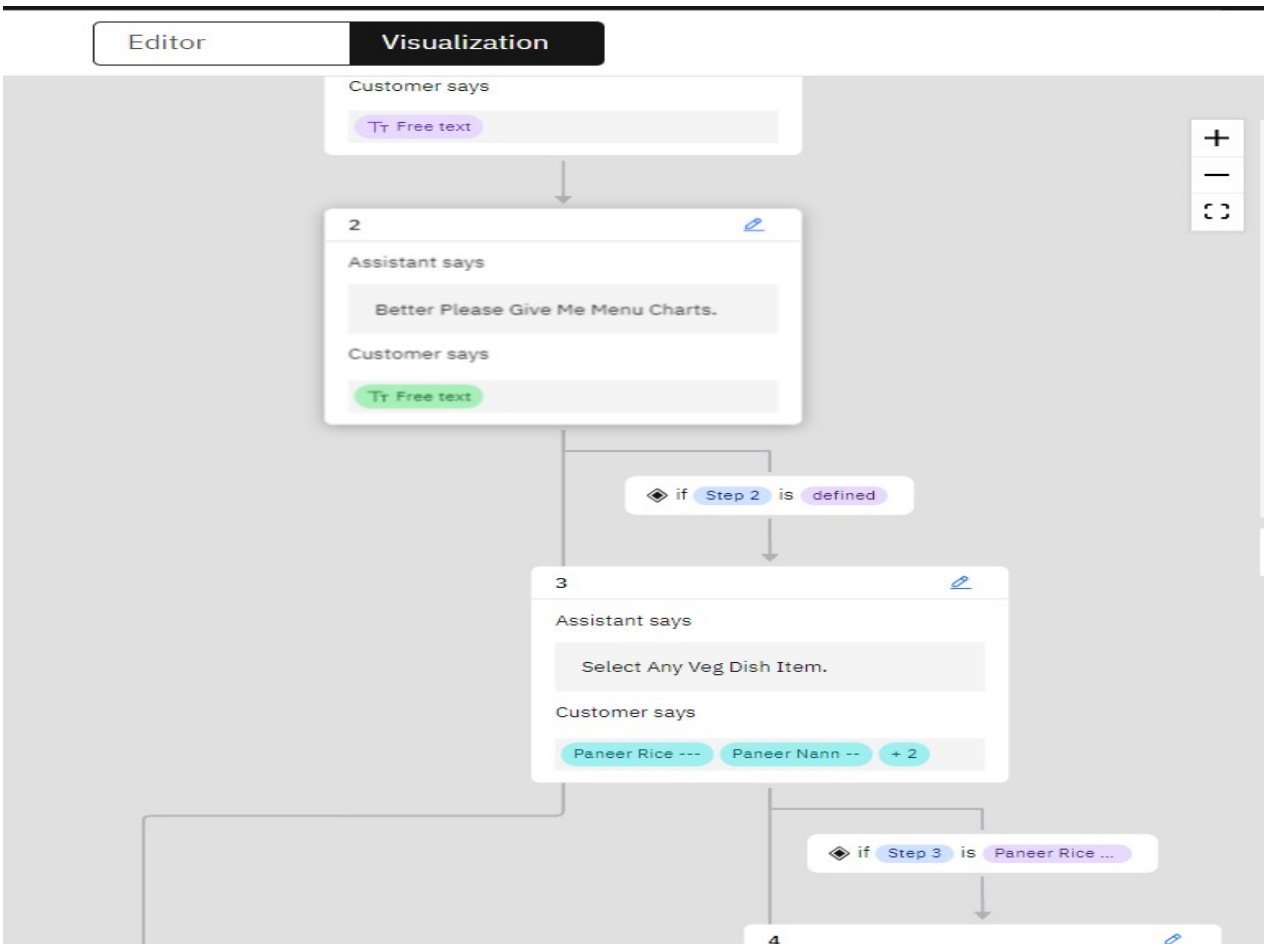 Editor
Visualization
Customer says
Tт Free text
2
Assistant says
Better Please Give Me Menu Charts.
Customer says
Tт Free text
if Step 2 is defined
3
Assistant says
Select Any Veg Dish Item.
Customer says
Paneer Rice --- Paneer Nann -- + 2
if Step 3 is Paneer Rice ...
4